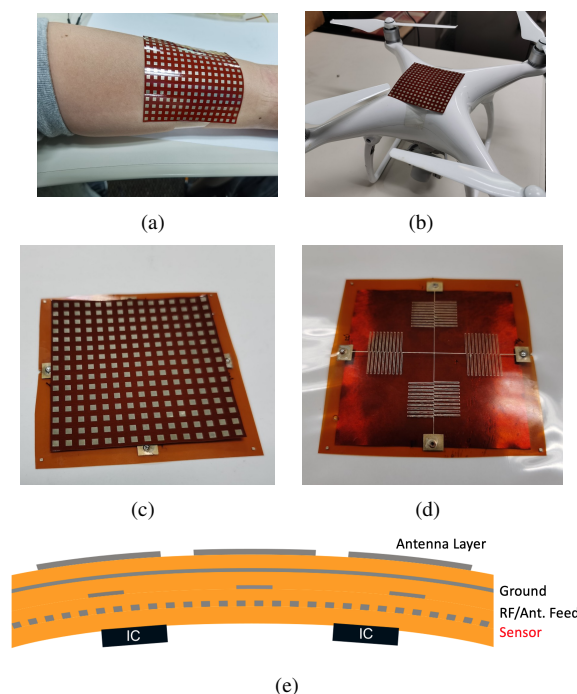 (a)
(b)
(c)
(d)
Antenna Layer
Ground
RF/Ant. Feed
Sensor
IC
IC
(e)